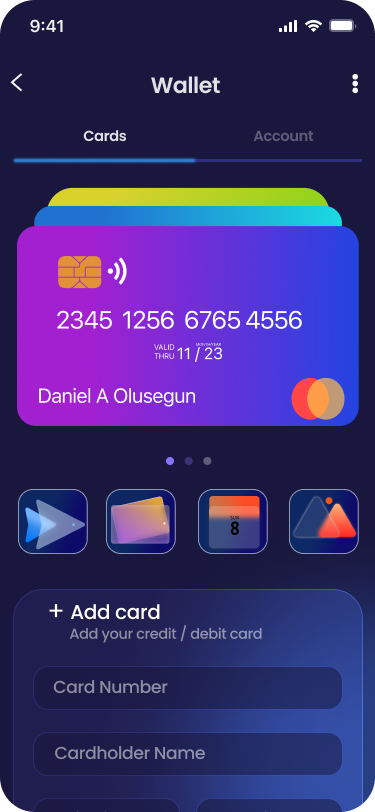 9:41
Wallet
Cards Account
2345 1256 6765 4556
MONTH/YEAR
VALID THRU 11 / 23
Daniel A Olusegun
SUN
8
+ Add card
Add your credit / debit card
Card Number
Cardholder Name